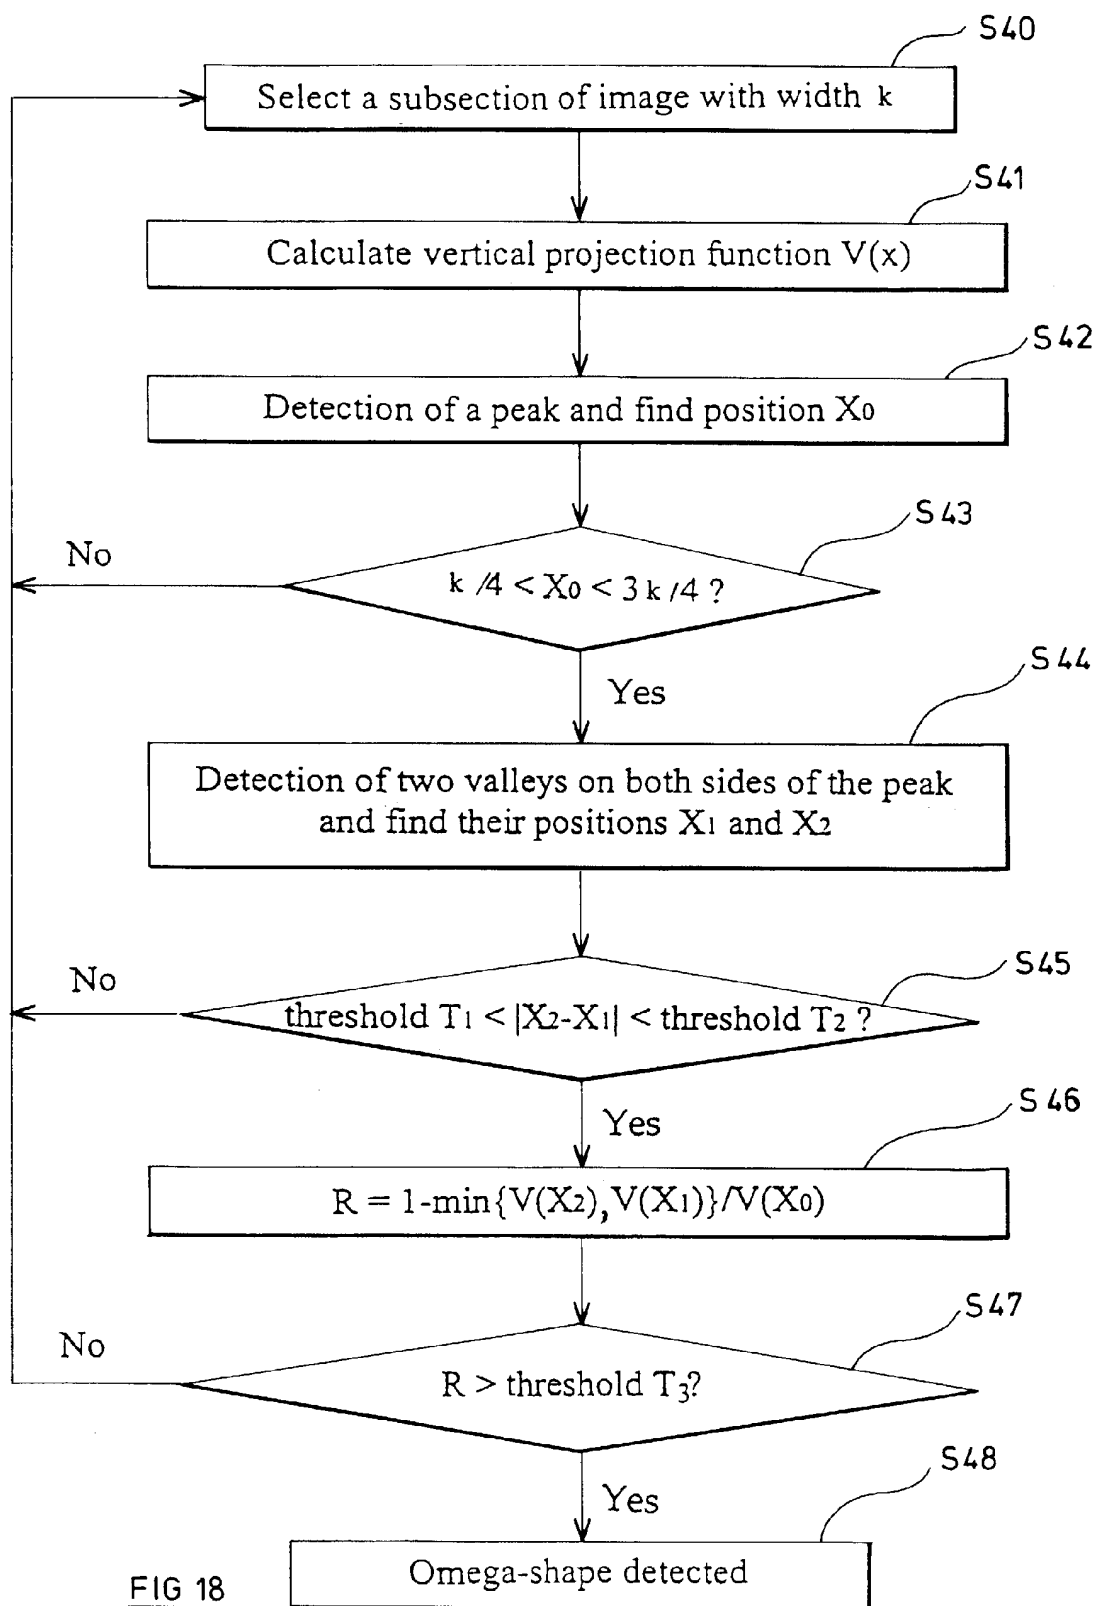 S40
Select a subsection of image with width k
S41
Calculate vertical projection function V(x)
S42
Detection of a peak and find position X0
S43
k /4 < X0 < 3 k /4 ?
No
Yes
S44
Detection of two valleys on both sides of the peak
and find their positions X1 and X2
S45
threshold T1 < |X2-X1| < threshold T2 ?
No
Yes
S46
R = 1-min{V(X2),V(X1)}/V(X0)
S47
R > threshold T3?
No
Yes
S48
Omega-shape detected
FIG 18